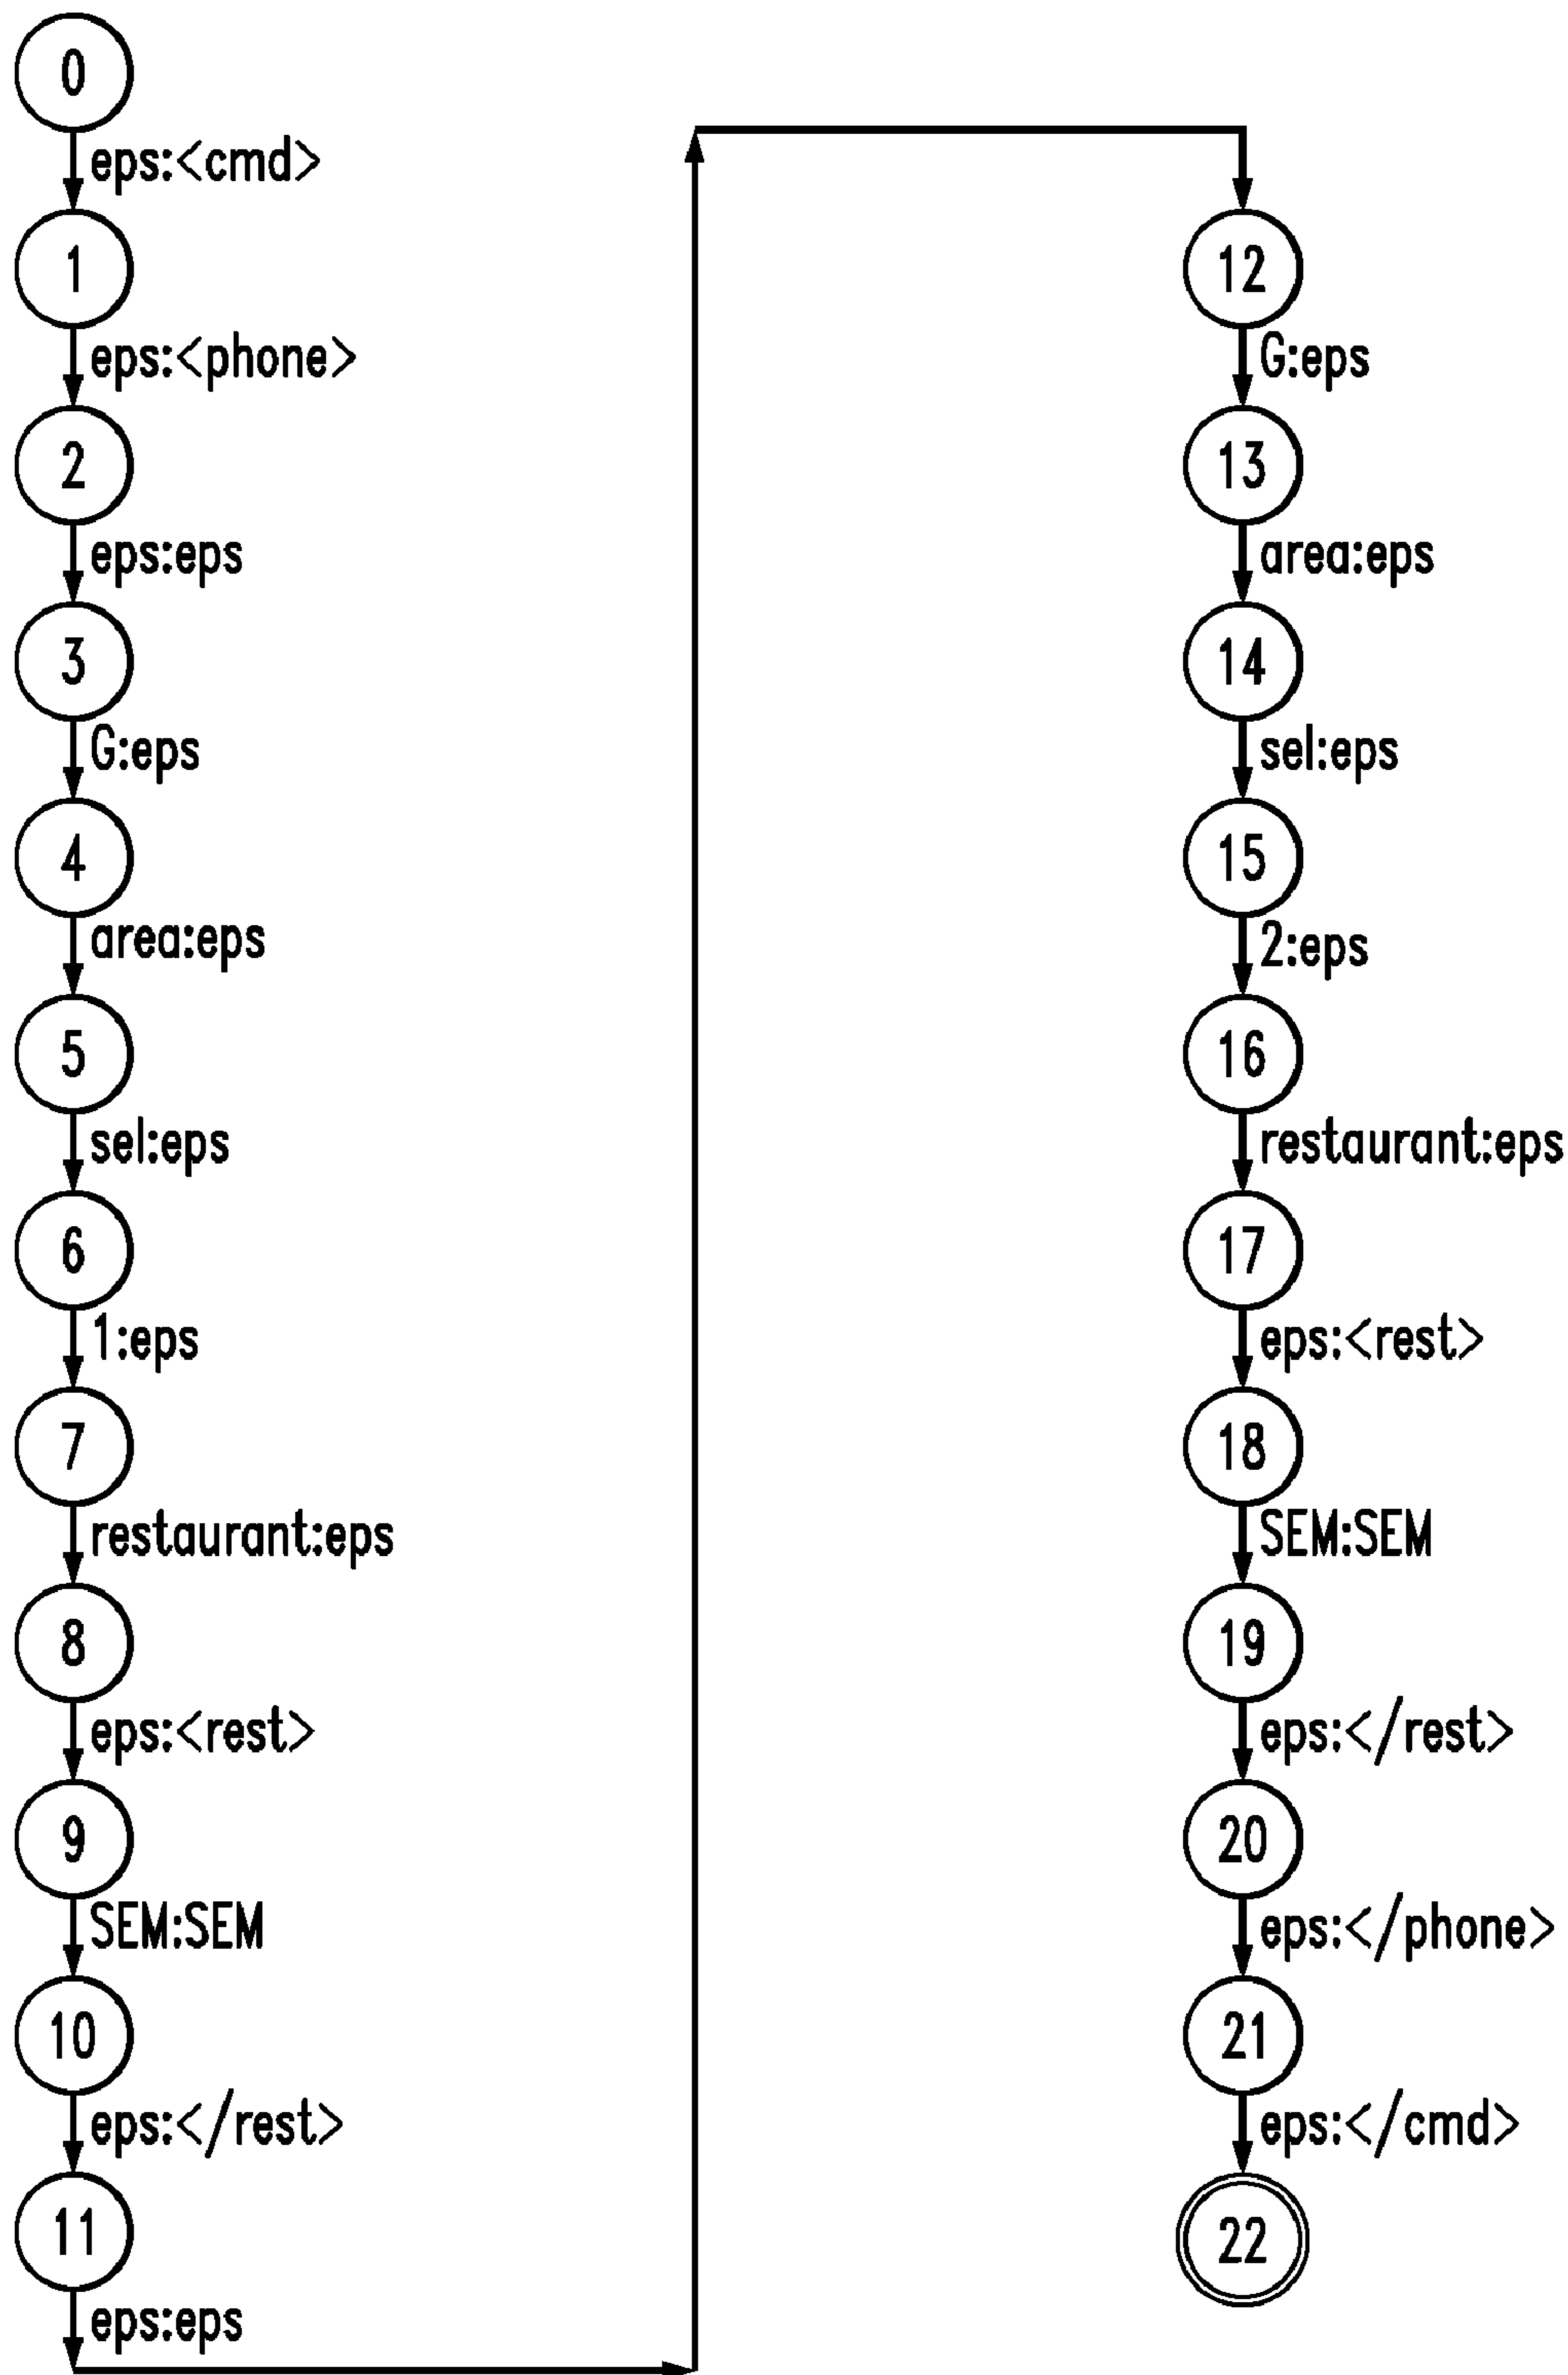 0
eps:<cmd>
1
eps:<phone>
2
eps:eps
3
G:eps
4
area:eps
5
sel:eps
6
1:eps
7
restaurant:eps
8
eps:<rest>
9
SEM:SEM
10
eps:</rest>
11
eps:eps
12
G:eps
13
area:eps
14
sel:eps
15
2:eps
16
restaurant:eps
17
eps:<rest>
18
SEM:SEM
19
eps:</rest>
20
eps:</phone>
21
eps:</cmd>
22